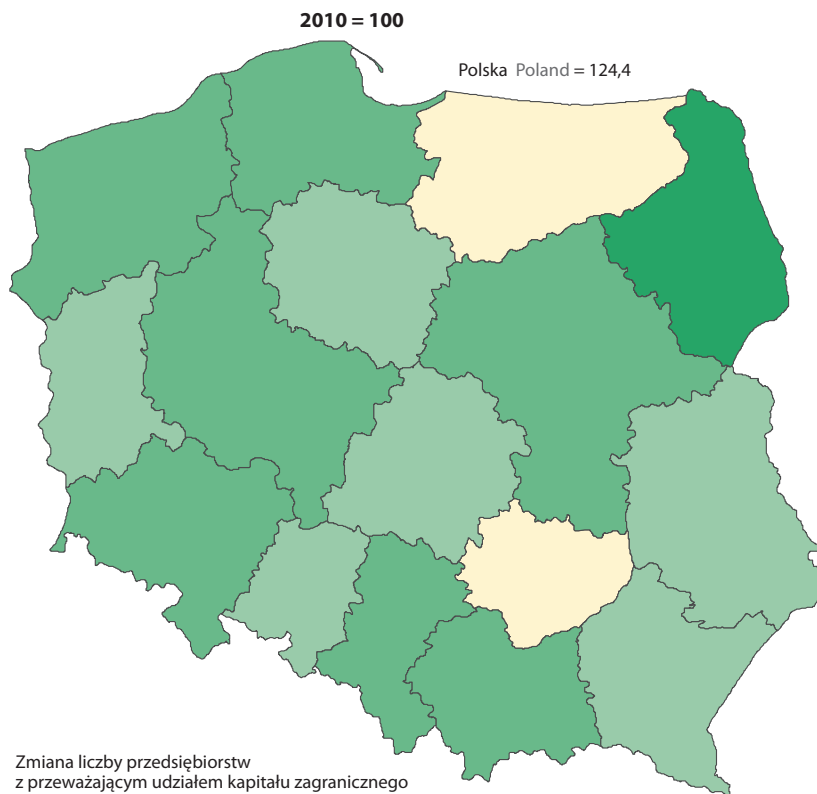 2010 = 100
Polska Poland = 124,4
Zmiana liczby przedsiębiorstw
z przeważającym udziałem kapitału zagranicznego